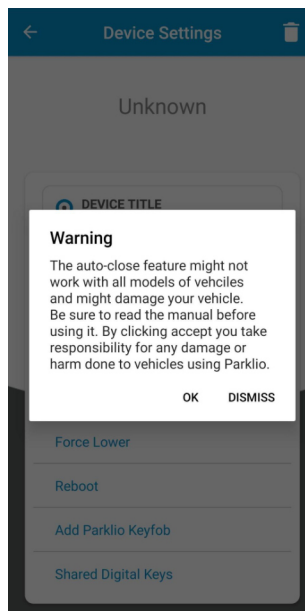 Device Settings
Unknown
DEVICE TITLE
Warning
The auto-close feature might not
work with all models of vehciles
and might damage your vehicle.
Be sure to read the manual before
using it. By clicking accept you take
responsibility for any damage or
harm done to vehicles using Parklio.
OK DISMISS
Force Lower
Reboot
Add Parklio Keyfob
Shared Digital Keys